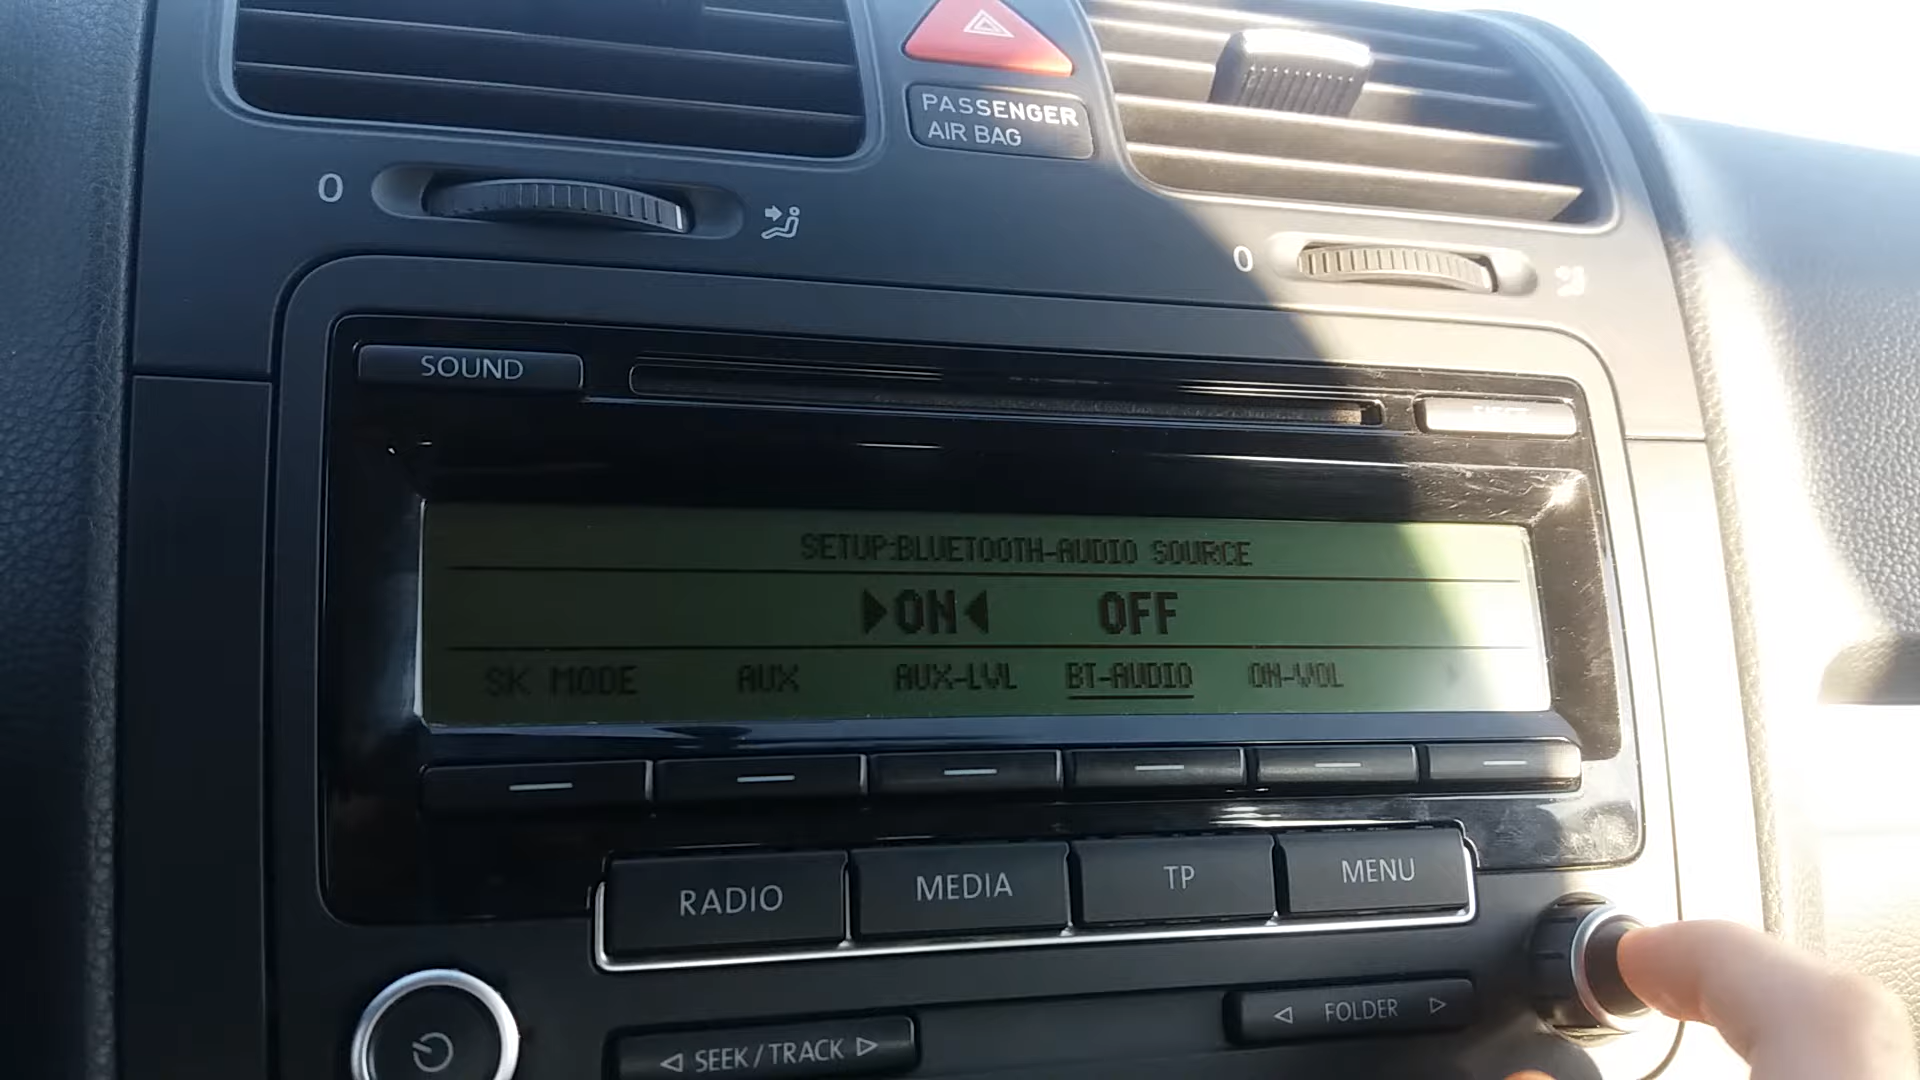 PASSENGER
AIR BAG
0
0
SOUND
SETUP:BLUETOOTH-AUDIO SOURCE
▶ON◀ OFF
SK MODE AUX AUX-LVL BT-AUDIO ON-VOL
RADIO MEDIA TP MENU
◁ FOLDER ▷
◁ SEEK / TRACK ▷